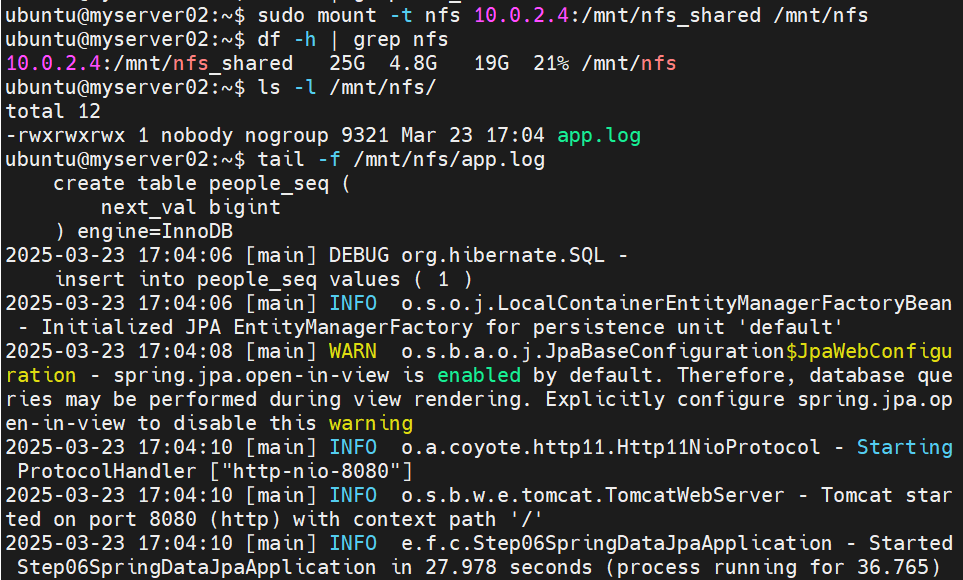 ubuntu@myserver02:~$ sudo mount -t nfs 10.0.2.4:/mnt/nfs_shared /mnt/nfs
ubuntu@myserver02:~$ df -h | grep nfs
10.0.2.4:/mnt/nfs_shared   25G  4.8G   19G  21% /mnt/nfs
ubuntu@myserver02:~$ ls -l /mnt/nfs/
total 12
-rwxrwxrwx 1 nobody nogroup 9321 Mar 23 17:04 app.log
ubuntu@myserver02:~$ tail -f /mnt/nfs/app.log
    create table people_seq (
        next_val bigint
    ) engine=InnoDB
2025-03-23 17:04:06 [main] DEBUG org.hibernate.SQL -
    insert into people_seq values ( 1 )
2025-03-23 17:04:06 [main] INFO  o.s.o.j.LocalContainerEntityManagerFactoryBean
 - Initialized JPA EntityManagerFactory for persistence unit 'default'
2025-03-23 17:04:08 [main] WARN  o.s.b.a.o.j.JpaBaseConfiguration$JpaWebConfigu
ration - spring.jpa.open-in-view is enabled by default. Therefore, database que
ries may be performed during view rendering. Explicitly configure spring.jpa.op
en-in-view to disable this warning
2025-03-23 17:04:10 [main] INFO  o.a.coyote.http11.Http11NioProtocol - Starting
 ProtocolHandler ["http-nio-8080"]
2025-03-23 17:04:10 [main] INFO  o.s.b.w.e.tomcat.TomcatWebServer - Tomcat star
ted on port 8080 (http) with context path '/'
2025-03-23 17:04:10 [main] INFO  e.f.c.Step06SpringDataJpaApplication - Started
 Step06SpringDataJpaApplication in 27.978 seconds (process running for 36.765)